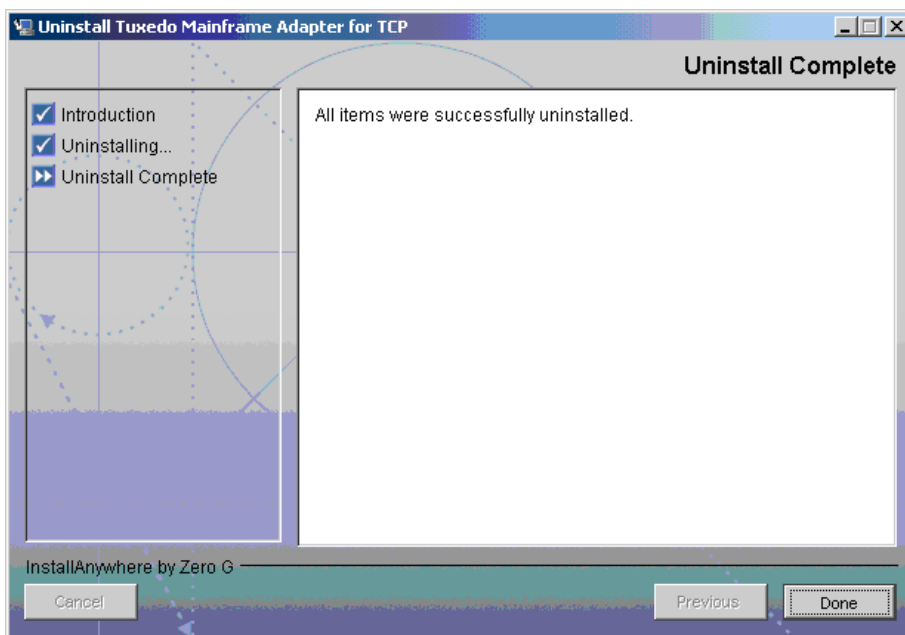 Uninstall Tuxedo Mainframe Adapter for TCP
Uninstall Complete
Introduction
Uninstalling...
Uninstall Complete
All items were successfully uninstalled.
InstallAnywhere by Zero G
Cancel
Previous
Done